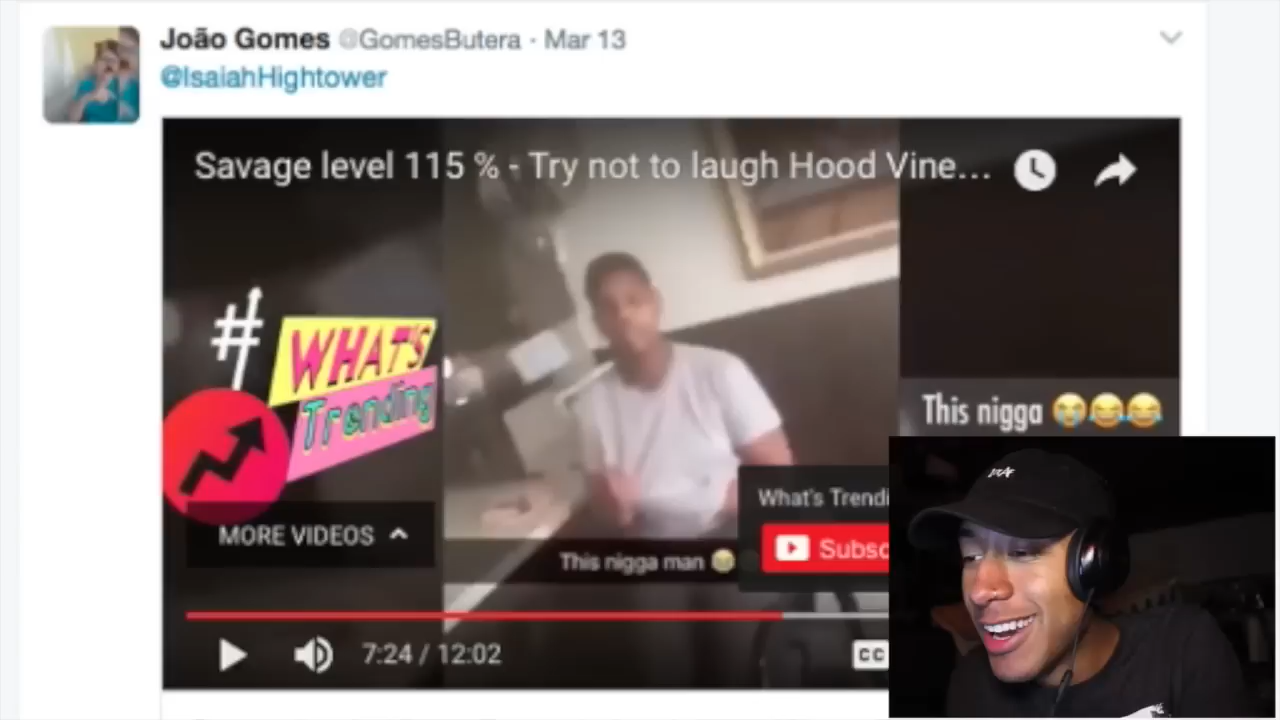 João Gomes @GomesButera · Mar 13
@IsaiahHightower
Savage level 115 % - Try not to laugh Hood Vine...
#
WHAT'S
Trending
This nigga 😭😂😂
What's Trendi
MORE VIDEOS
Subsc
This nigga man 😂
7:24 / 12:02
CC